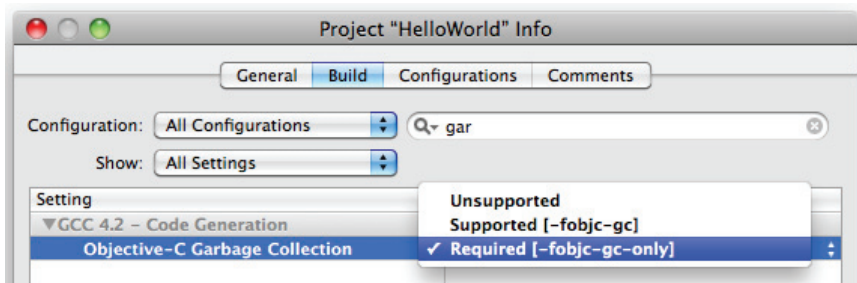 Project “HelloWorld” Info
General Build Configurations Comments
Configuration: All Configurations gar
Show: All Settings
Setting
Unsupported
▼GCC 4.2 – Code Generation
Supported [-fobjc-gc]
Objective-C Garbage Collection ✓ Required [-fobjc-gc-only]